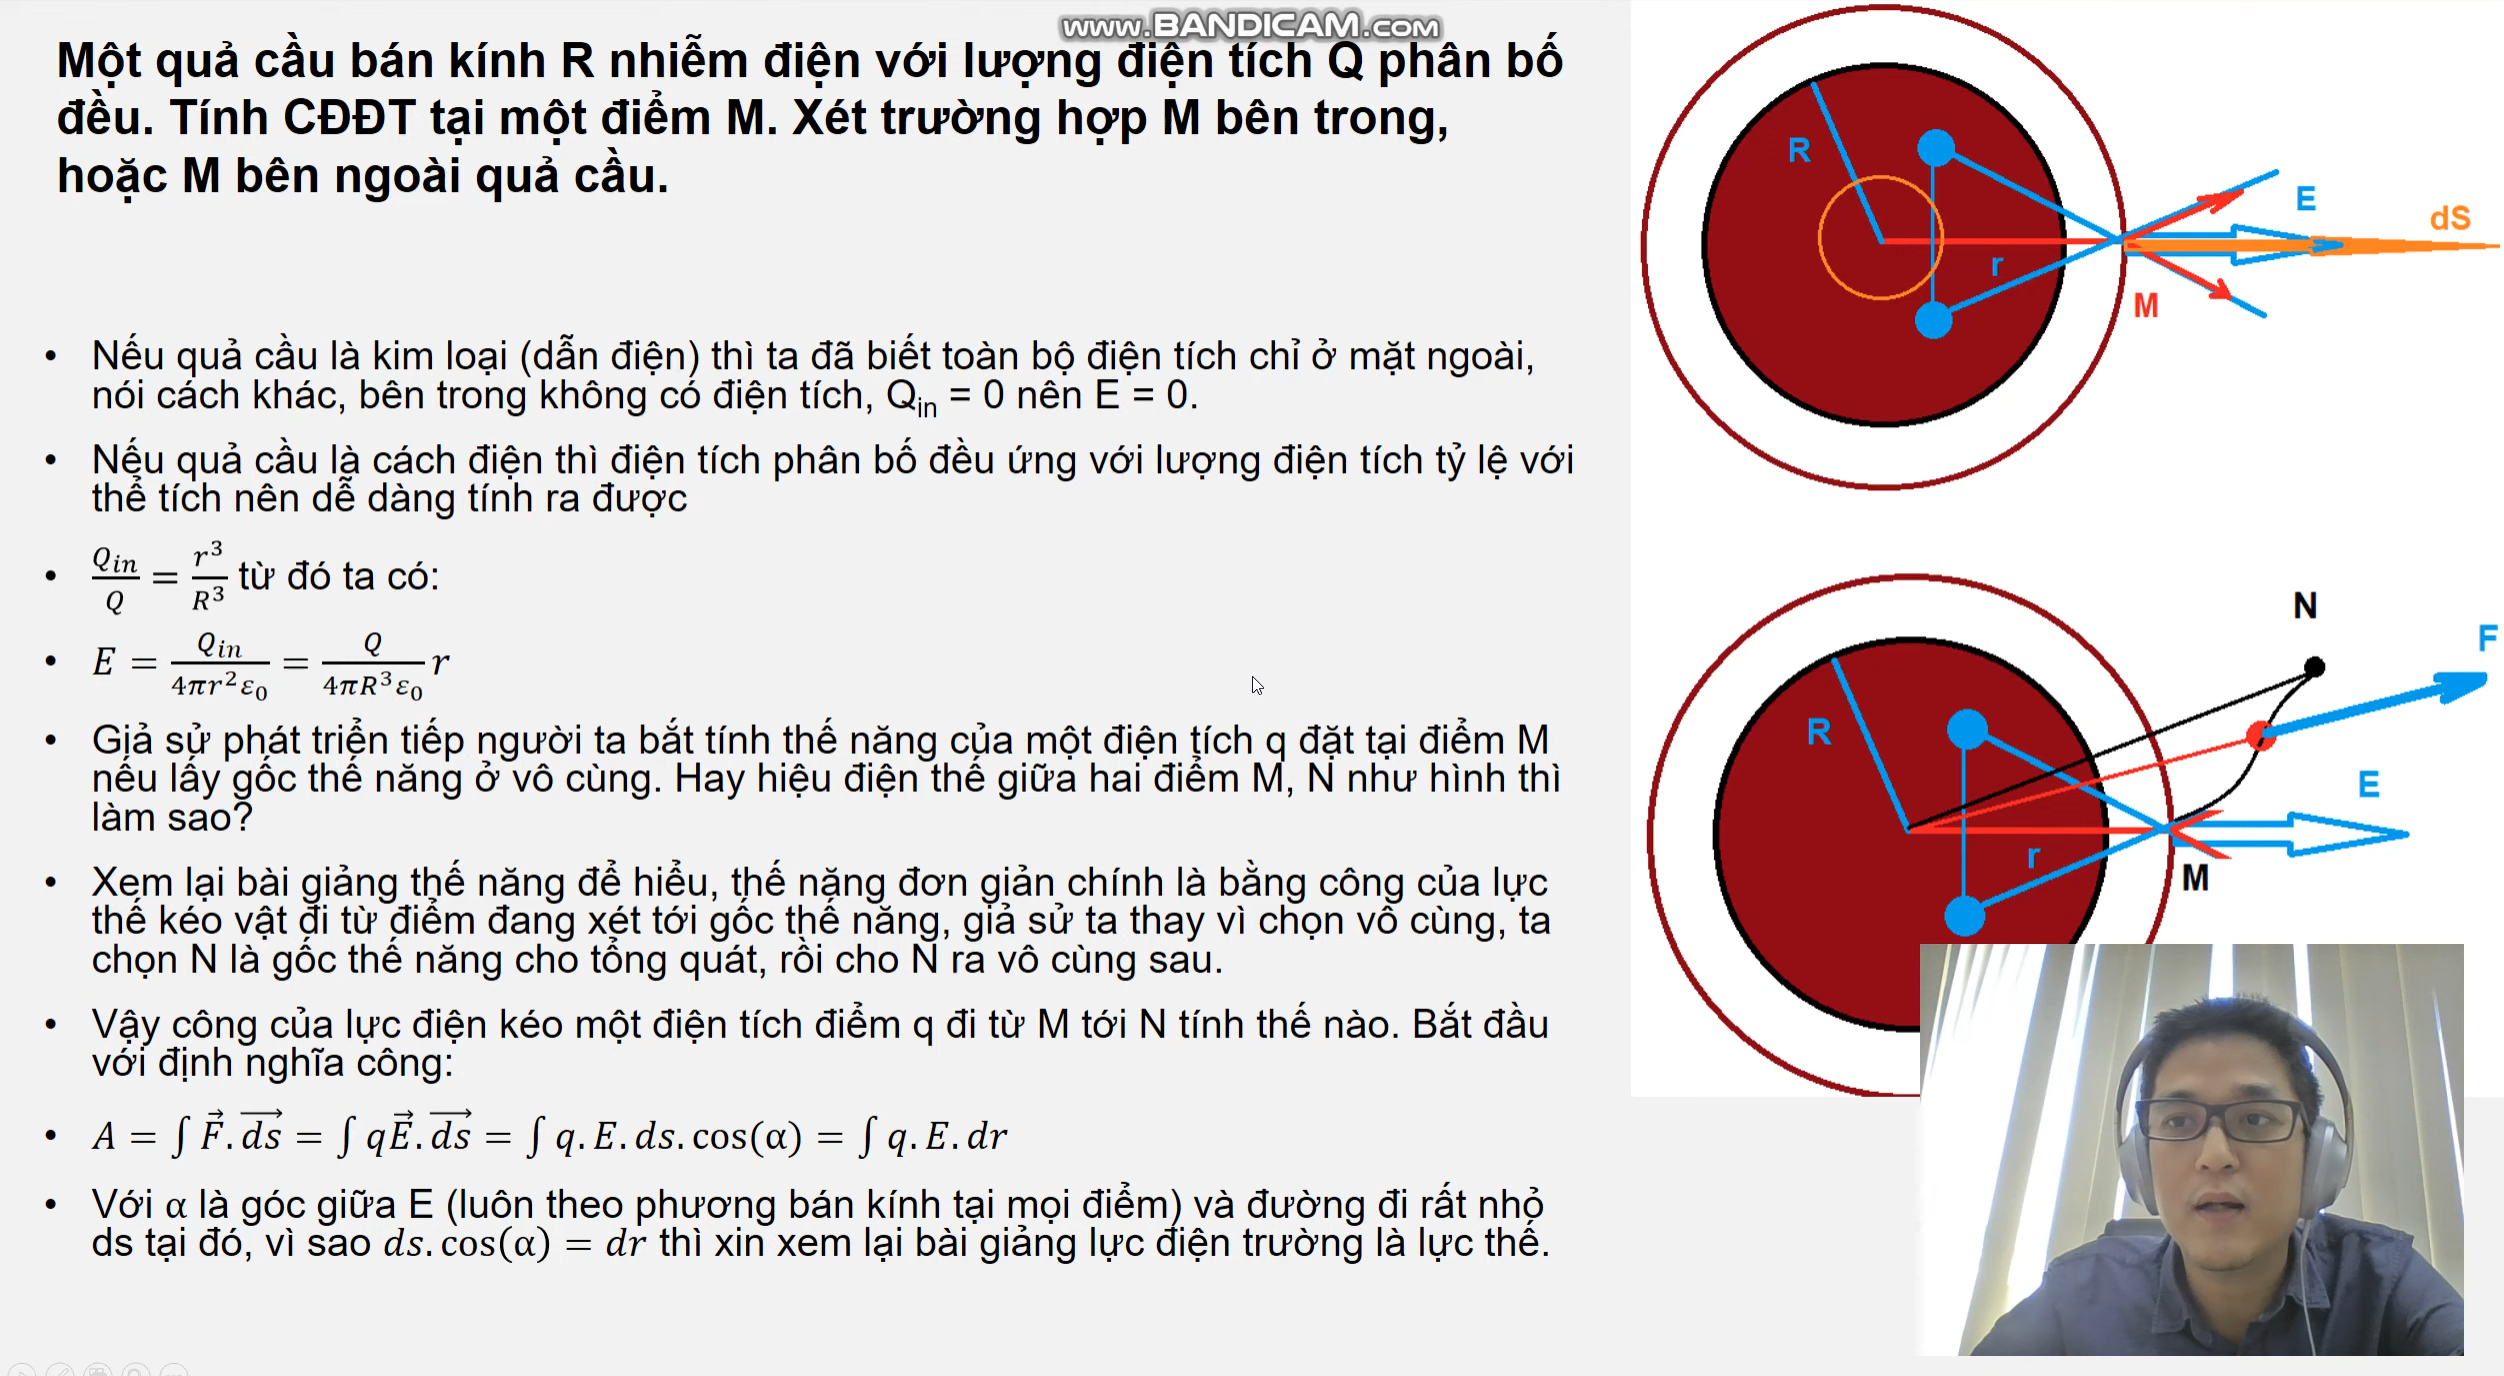 www.BANDICAM.com
Một quả cầu bán kính R nhiễm điện với lượng điện tích Q phân bố
đều. Tính CĐĐT tại một điểm M. Xét trường hợp M bên trong,
hoặc M bên ngoài quả cầu.
• Nếu quả cầu là kim loại (dẫn điện) thì ta đã biết toàn bộ điện tích chỉ ở mặt ngoài,
nói cách khác, bên trong không có điện tích, Q_in = 0 nên E = 0.
• Nếu quả cầu là cách điện thì điện tích phân bố đều ứng với lượng điện tích tỷ lệ với
thể tích nên dễ dàng tính ra được
• Q_in/Q = r³/R³ từ đó ta có:
• E = Q_in/(4πr²ε₀) = Q/(4πR³ε₀) r
• Giả sử phát triển tiếp người ta bắt tính thế năng của một điện tích q đặt tại điểm M
nếu lấy gốc thế năng ở vô cùng. Hay hiệu điện thế giữa hai điểm M, N như hình thì
làm sao?
• Xem lại bài giảng thế năng để hiểu, thế năng đơn giản chính là bằng công của lực
thế kéo vật đi từ điểm đang xét tới gốc thế năng, giả sử ta thay vì chọn vô cùng, ta
chọn N là gốc thế năng cho tổng quát, rồi cho N ra vô cùng sau.
• Vậy công của lực điện kéo một điện tích điểm q đi từ M tới N tính thế nào. Bắt đầu
với định nghĩa công:
• A = ∫ F⃗. d͞s⃗ = ∫ qE⃗. d͞s⃗ = ∫ q. E. ds. cos(α) = ∫ q. E. dr
• Với α là góc giữa E (luôn theo phương bán kính tại mọi điểm) và đường đi rất nhỏ
ds tại đó, vì sao ds. cos(α) = dr thì xin xem lại bài giảng lực điện trường là lực thế.
R
E
dS
r
M
N
F
R
E
r
M